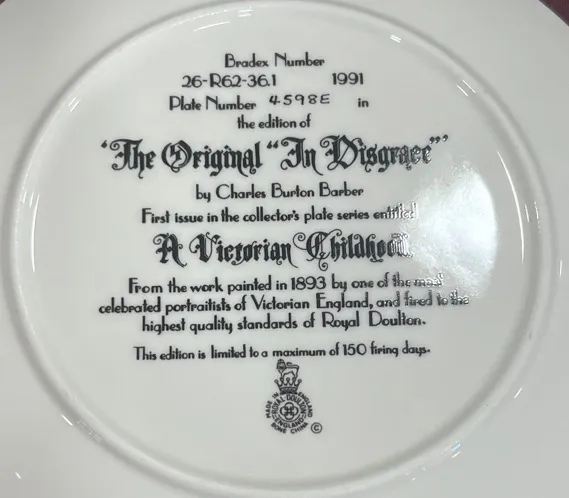 Bradex Number
26-R62-36.1 1991
Plate Number 4598E in
the edition of
'The Original "In Disgrace"'
by Charles Burton Barber
First issue in the collector's plate series entitled
A Victorian Childhood.
From the work painted in 1893 by one of the most
celebrated portraitists of Victorian England, and fired to the
highest quality standards of Royal Doulton.
This edition is limited to a maximum of 150 firing days.
MADE IN ENGLAND
ROYAL DOULTON
ENGLAND
BONE CHINA
©